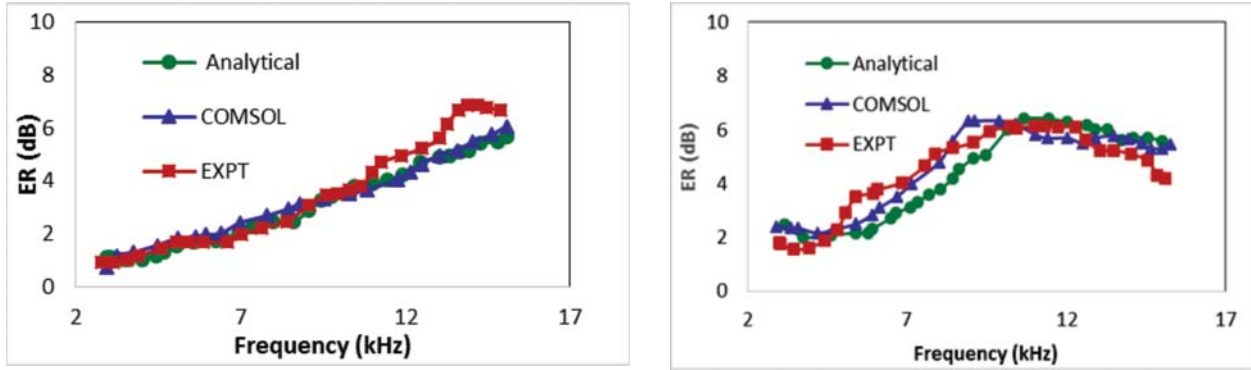 10
8
6
4
2
0
ER (dB)
Analytical
COMSOL
EXPT
2 7 12 17
Frequency (kHz)
10
8
6
4
2
0
ER (dB)
Analytical
COMSOL
EXPT
2 7 12 17
Frequency (kHz)